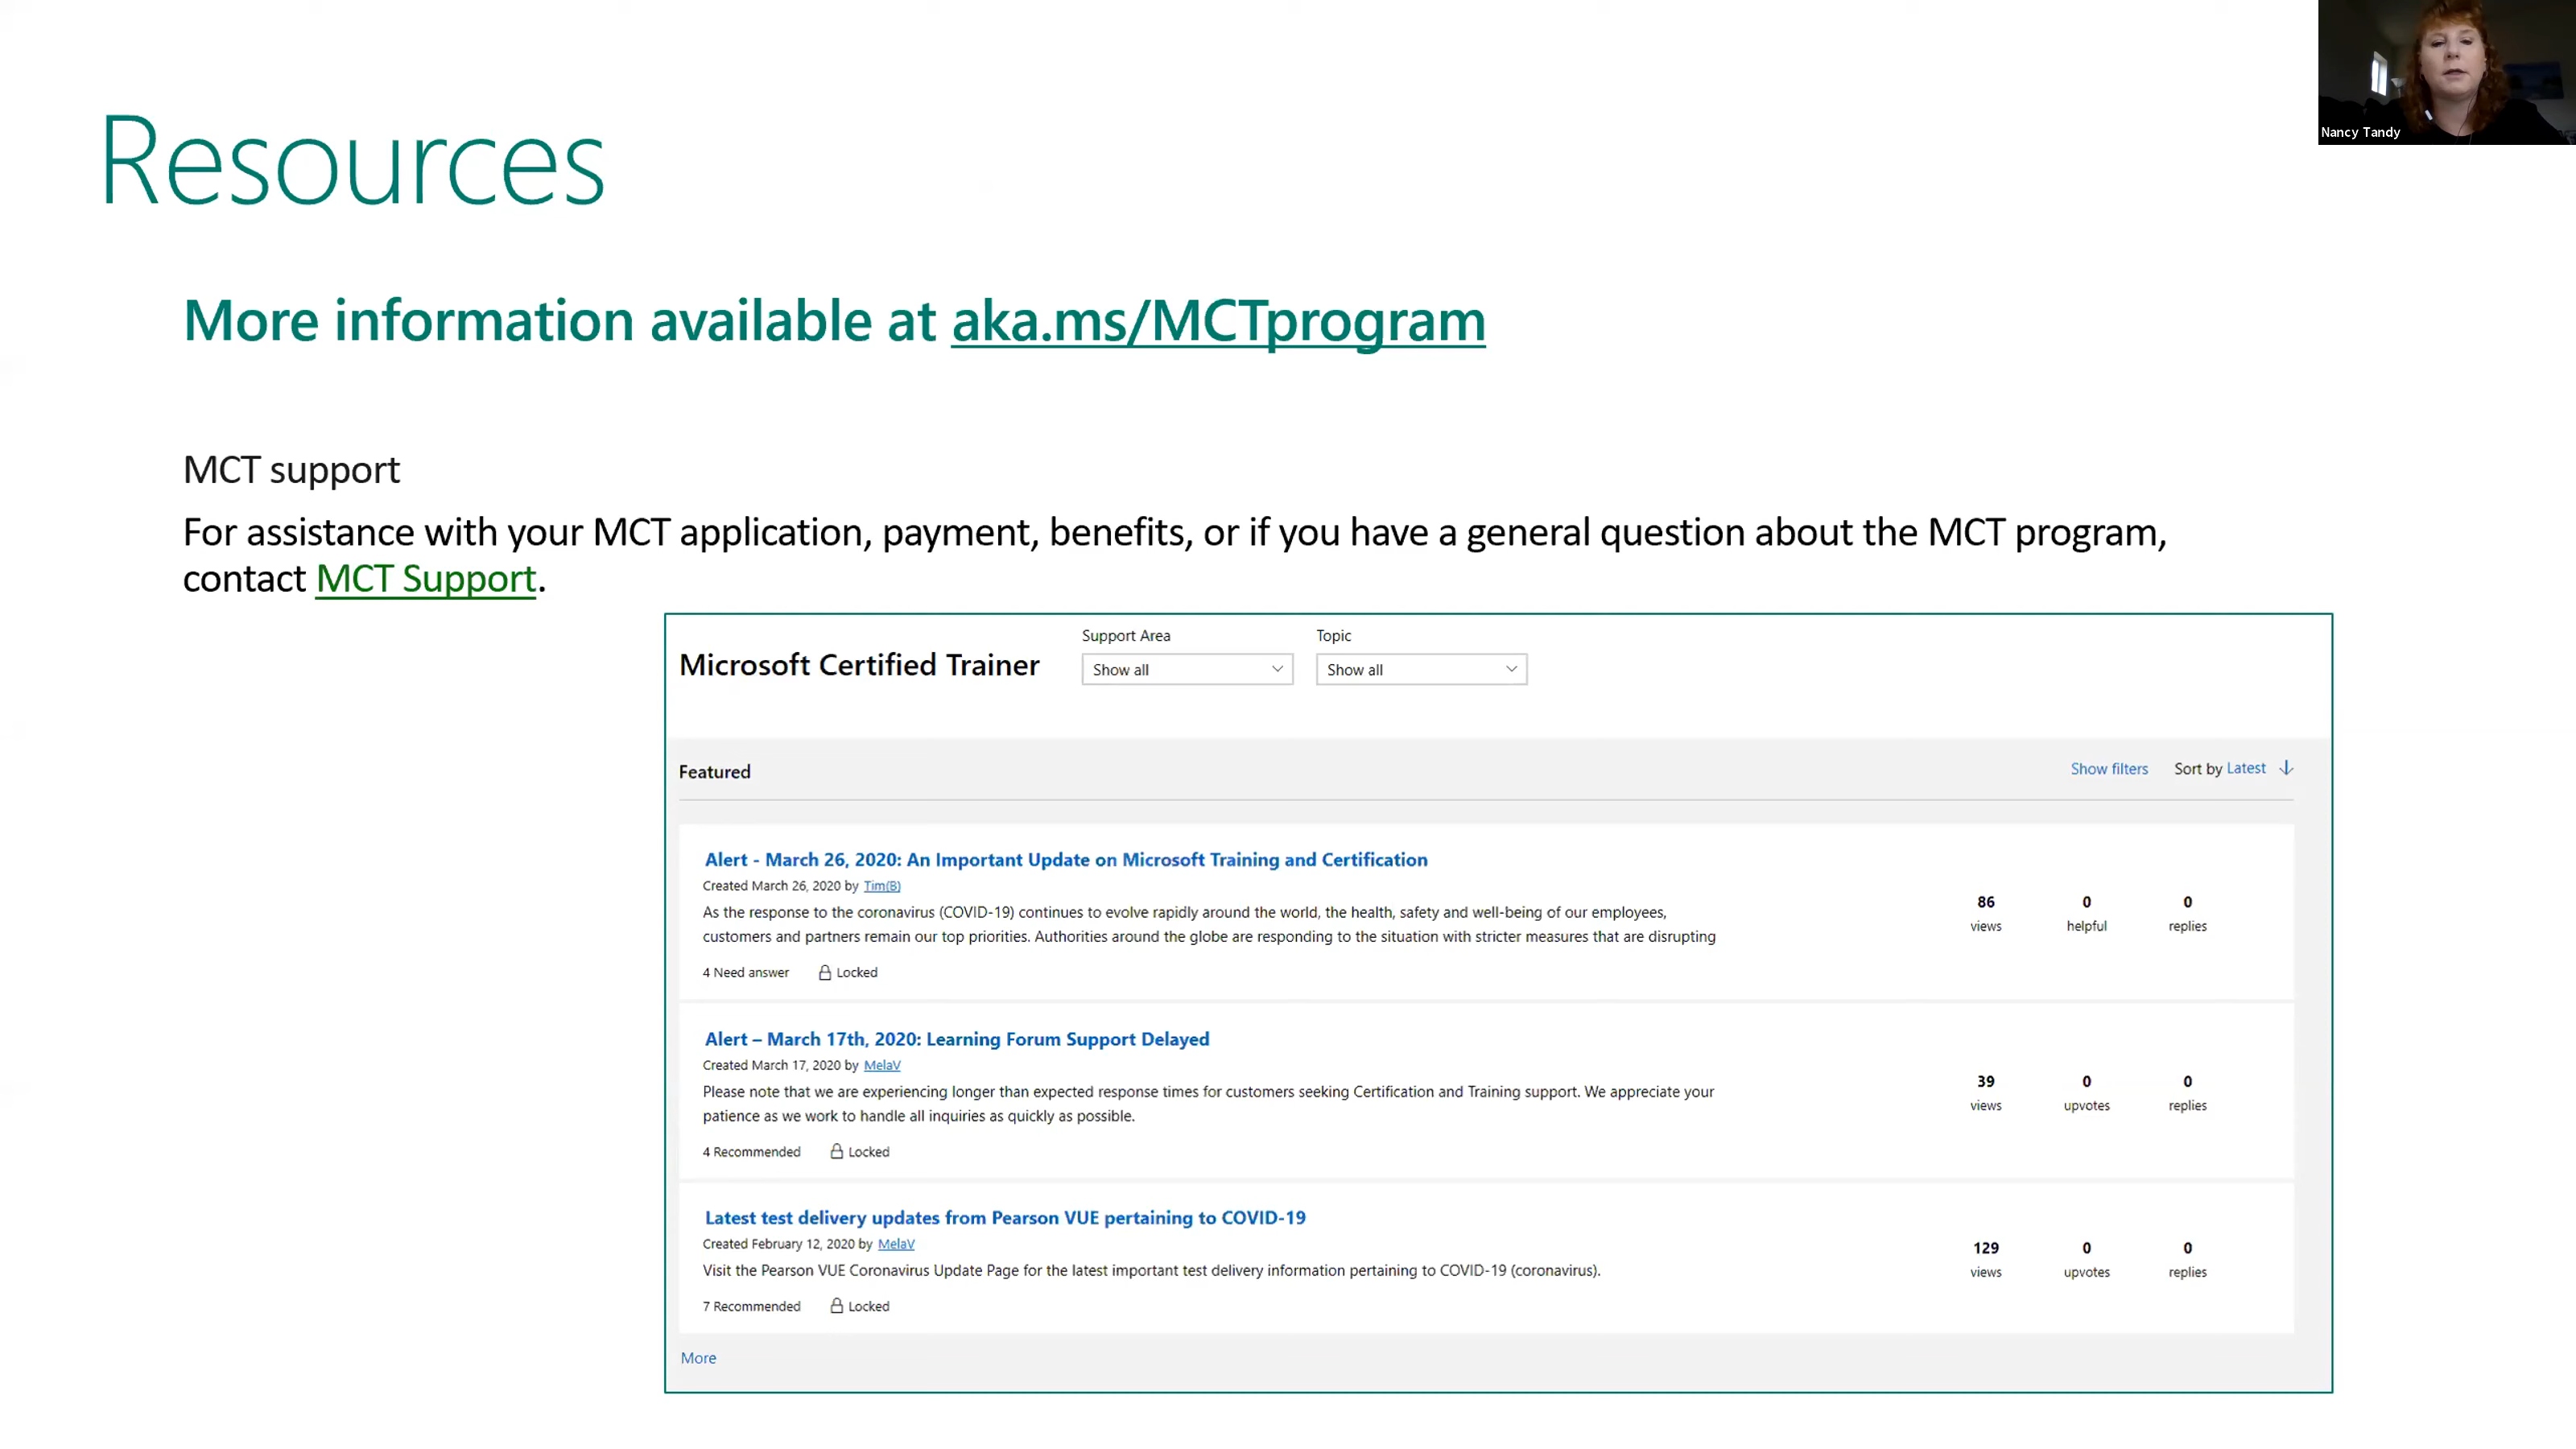 Resources
Nancy Tandy
More information available at aka.ms/MCTprogram
MCT support
For assistance with your MCT application, payment, benefits, or if you have a general question about the MCT program,
contact MCT Support.
Microsoft Certified Trainer
Support Area
Show all
Topic
Show all
Featured
Show filters
Sort by Latest
Alert - March 26, 2020: An Important Update on Microsoft Training and Certification
Created March 26, 2020 by Tim(B)
As the response to the coronavirus (COVID-19) continues to evolve rapidly around the world, the health, safety and well-being of our employees,
customers and partners remain our top priorities. Authorities around the globe are responding to the situation with stricter measures that are disrupting
4 Need answer
Locked
86
views
0
helpful
0
replies
Alert – March 17th, 2020: Learning Forum Support Delayed
Created March 17, 2020 by MelaV
Please note that we are experiencing longer than expected response times for customers seeking Certification and Training support. We appreciate your
patience as we work to handle all inquiries as quickly as possible.
4 Recommended
Locked
39
views
0
upvotes
0
replies
Latest test delivery updates from Pearson VUE pertaining to COVID-19
Created February 12, 2020 by MelaV
Visit the Pearson VUE Coronavirus Update Page for the latest important test delivery information pertaining to COVID-19 (coronavirus).
7 Recommended
Locked
129
views
0
upvotes
0
replies
More